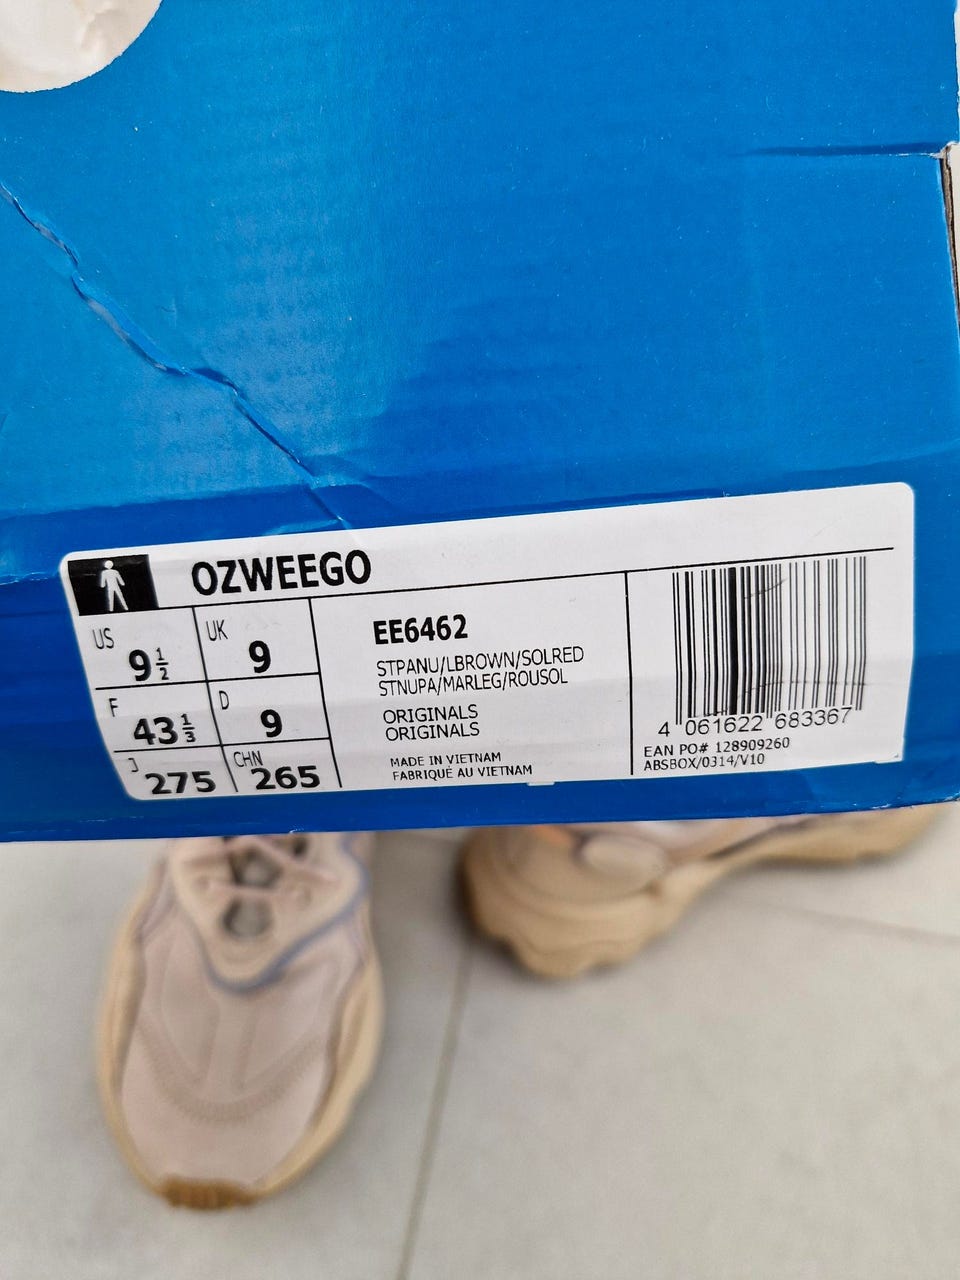 OZWEEGO
US 9 1/2 UK 9
F 43 1/3 D 9
J 275 CHN 265
EE6462
STPANU/LBROWN/SOLRED
STNUPA/MARLEG/ROUSOL
ORIGINALS
ORIGINALS
MADE IN VIETNAM
FABRIQUÉ AU VIETNAM
4 061622 683367
EAN PO# 128909260
ABSBOX/0314/V10